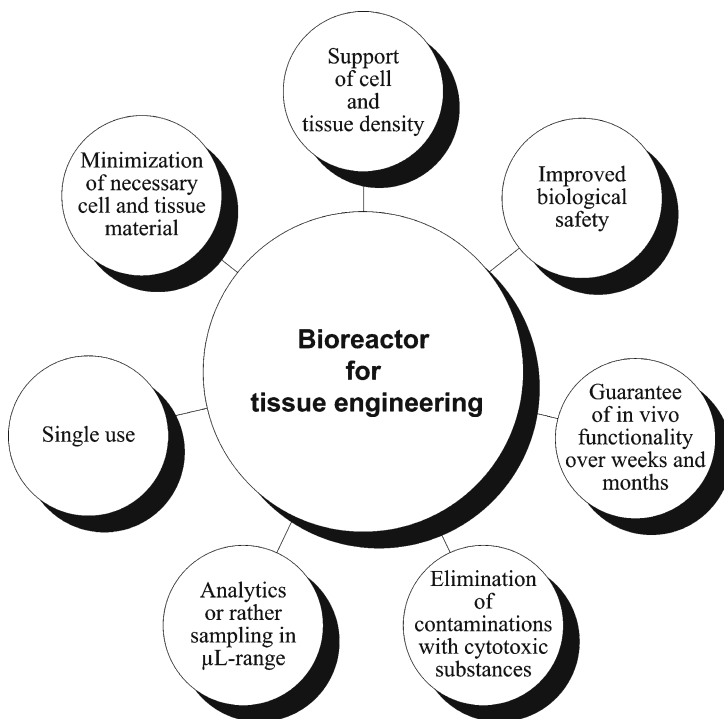 Support
of cell
and
tissue density
Improved
biological
safety
Guarantee
of in vivo
functionality
over weeks and
months
Elimination
of
contaminations
with cytotoxic
substances
Analytics
or rather
sampling in
µL-range
Single use
Minimization
of necessary
cell and tissue
material
Bioreactor
for
tissue engineering